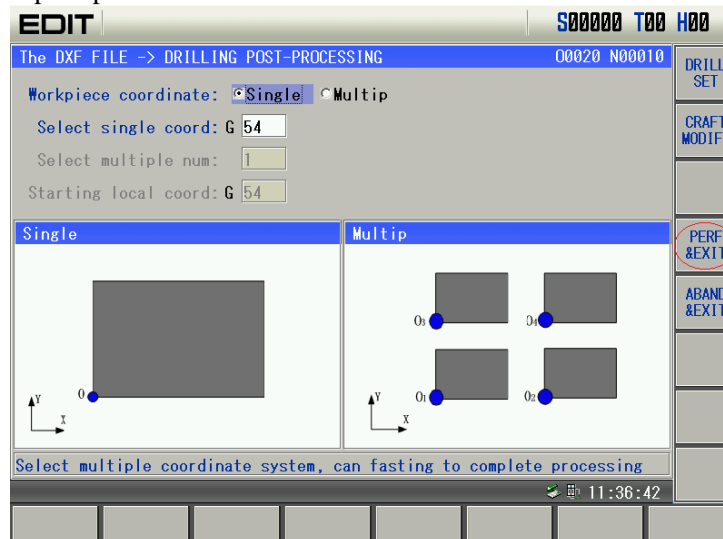 EDIT S00000 T00 H00
The DXF FILE -> DRILLING POST-PROCESSING O0020 N00010
Workpiece coordinate: Single Multip
Select single coord: G 54
Select multiple num: 1
Starting local coord: G 54
Single Multip
O3 O4
O1 O2
O
Y X
Y X
Select multiple coordinate system, can fasting to complete processing
11:36:42
DRILL
SET
CRAFT
MODIF
PERF
&EXIT
ABAND
&EXIT